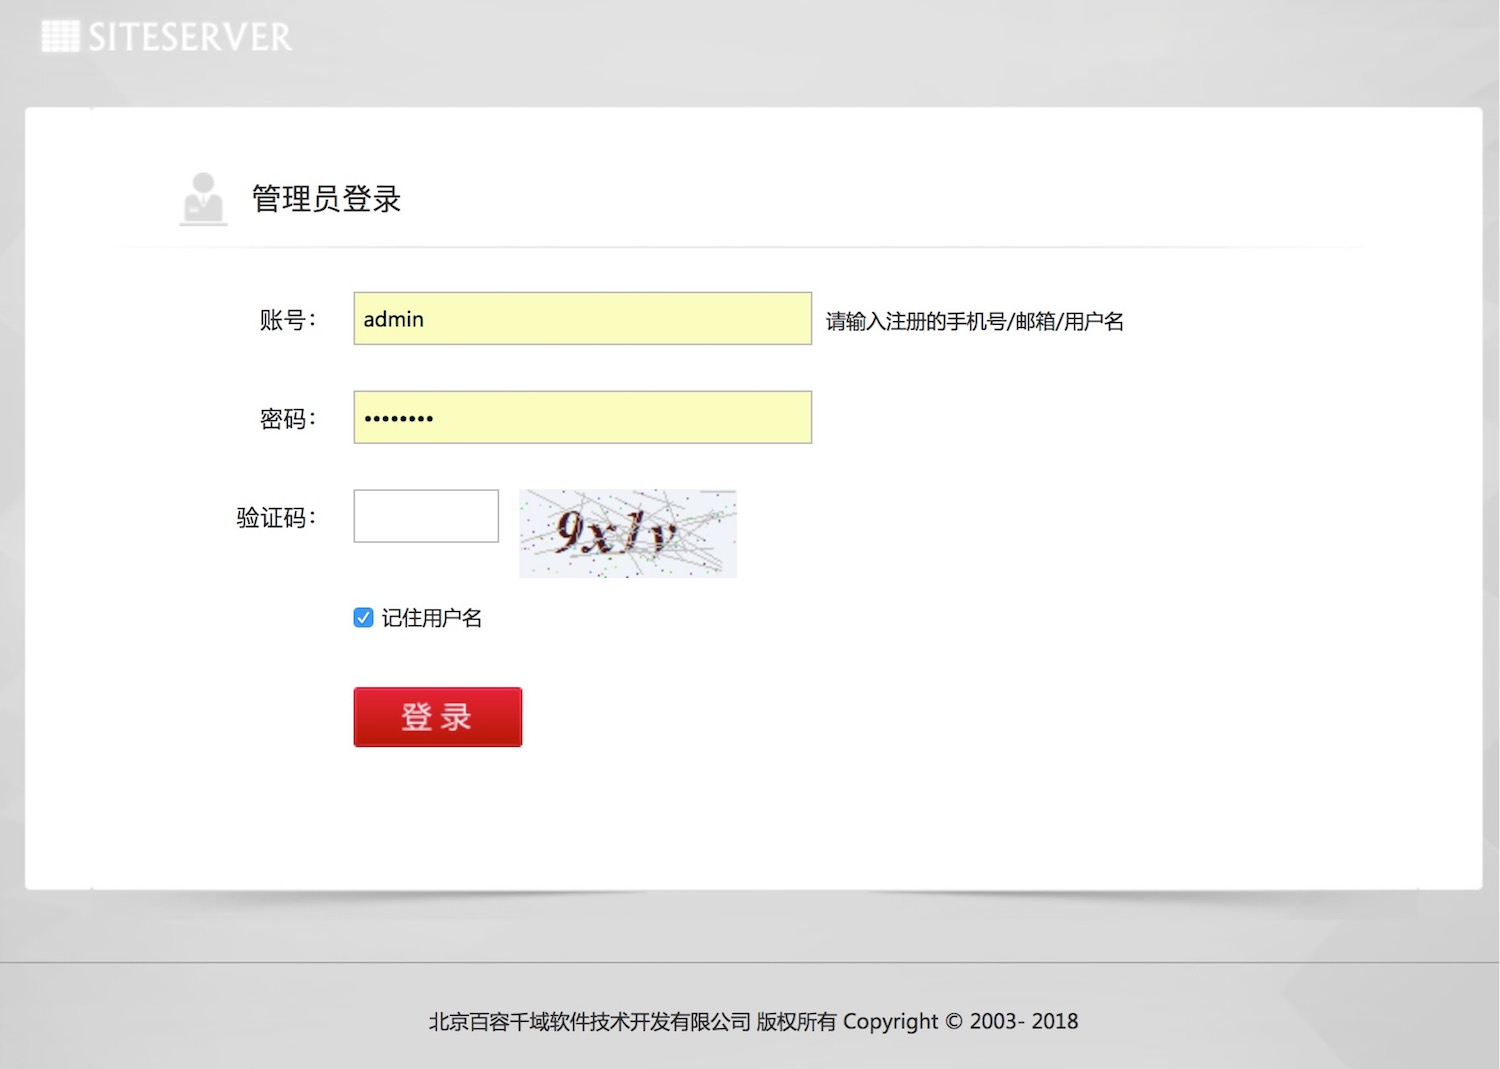 SITESERVER
管理员登录
账号： admin 请输入注册的手机号/邮箱/用户名
密码： ••••••••
验证码： 9x1v
记住用户名
登 录
北京百容千域软件技术开发有限公司 版权所有 Copyright © 2003- 2018